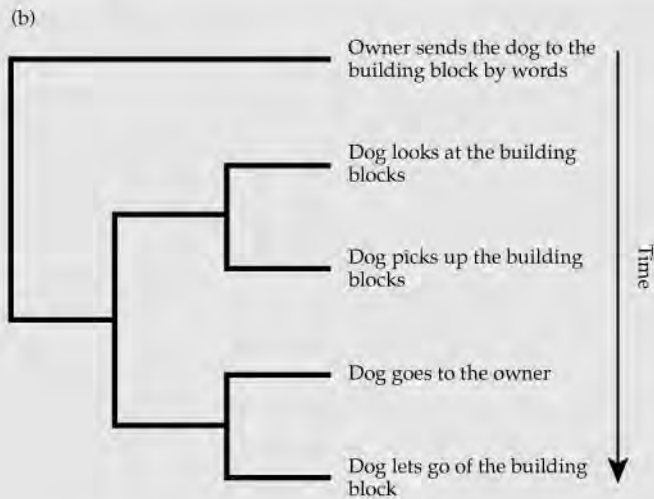 (b)
Owner sends the dog to the
building block by words
Dog looks at the building
blocks
Dog picks up the building
blocks
Dog goes to the owner
Dog lets go of the building
block
Time